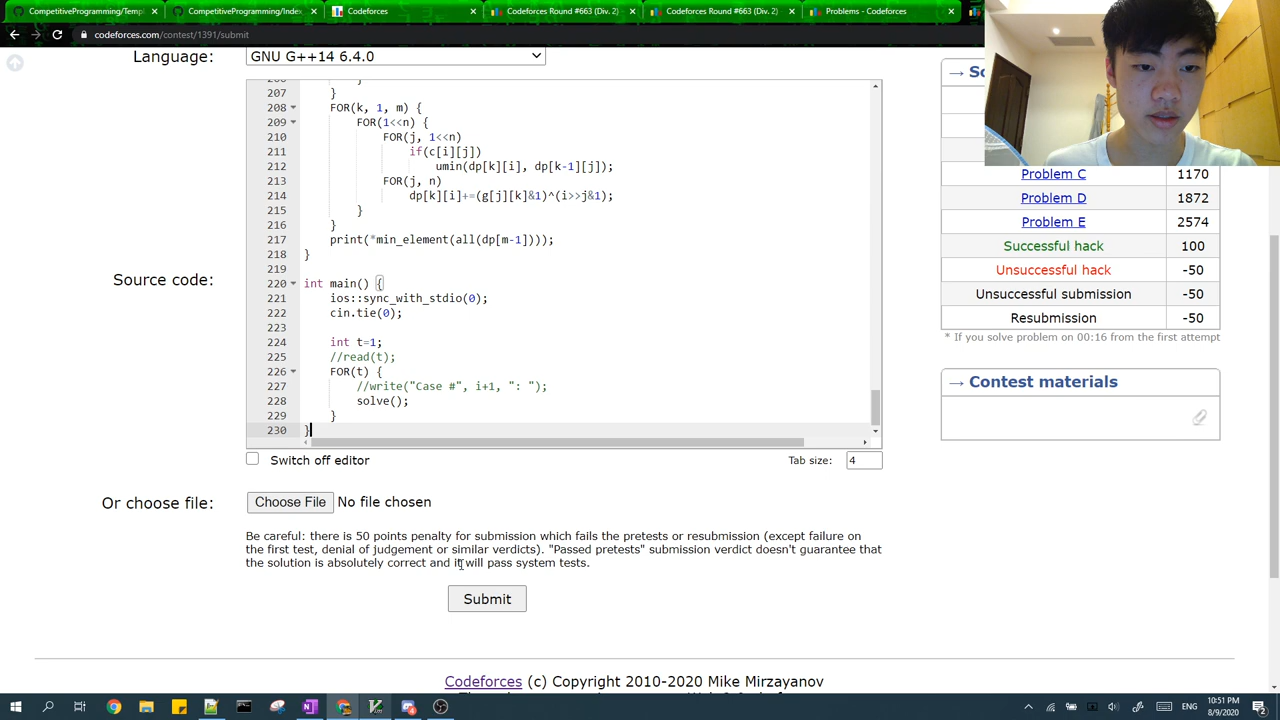 CompetitiveProgramming/Templ
CompetitiveProgramming/Index
Codeforces
Codeforces Round #663 (Div. 2)
Codeforces Round #663 (Div. 2)
Problems - Codeforces
codeforces.com/contest/1391/submit
Language:
GNU G++14 6.4.0
207 }
208 FOR(k, 1, m) {
209 FOR(1<<n) {
210 FOR(j, 1<<n)
211 if(c[i][j])
212 umin(dp[k][i], dp[k-1][j]);
213 FOR(j, n)
214 dp[k][i]+=(g[j][k]&1)^(i>>j&1);
215 }
216 }
217 print(*min_element(all(dp[m-1])));
218 }
219
220 int main() {
221 ios::sync_with_stdio(0);
222 cin.tie(0);
223
224 int t=1;
225 //read(t);
226 FOR(t) {
227 //write("Case #", i+1, ": ");
228 solve();
229 }
230 }
Source code:
Switch off editor
Tab size: 4
Or choose file:
Choose File No file chosen
Be careful: there is 50 points penalty for submission which fails the pretests or resubmission (except failure on
the first test, denial of judgement or similar verdicts). "Passed pretests" submission verdict doesn't guarantee that
the solution is absolutely correct and it will pass system tests.
Submit
Problem C 1170
Problem D 1872
Problem E 2574
Successful hack 100
Unsuccessful hack -50
Unsuccessful submission -50
Resubmission -50
* If you solve problem on 00:16 from the first attempt
→ Contest materials
Codeforces (c) Copyright 2010-2020 Mike Mirzayanov
10:51 PM
8/9/2020